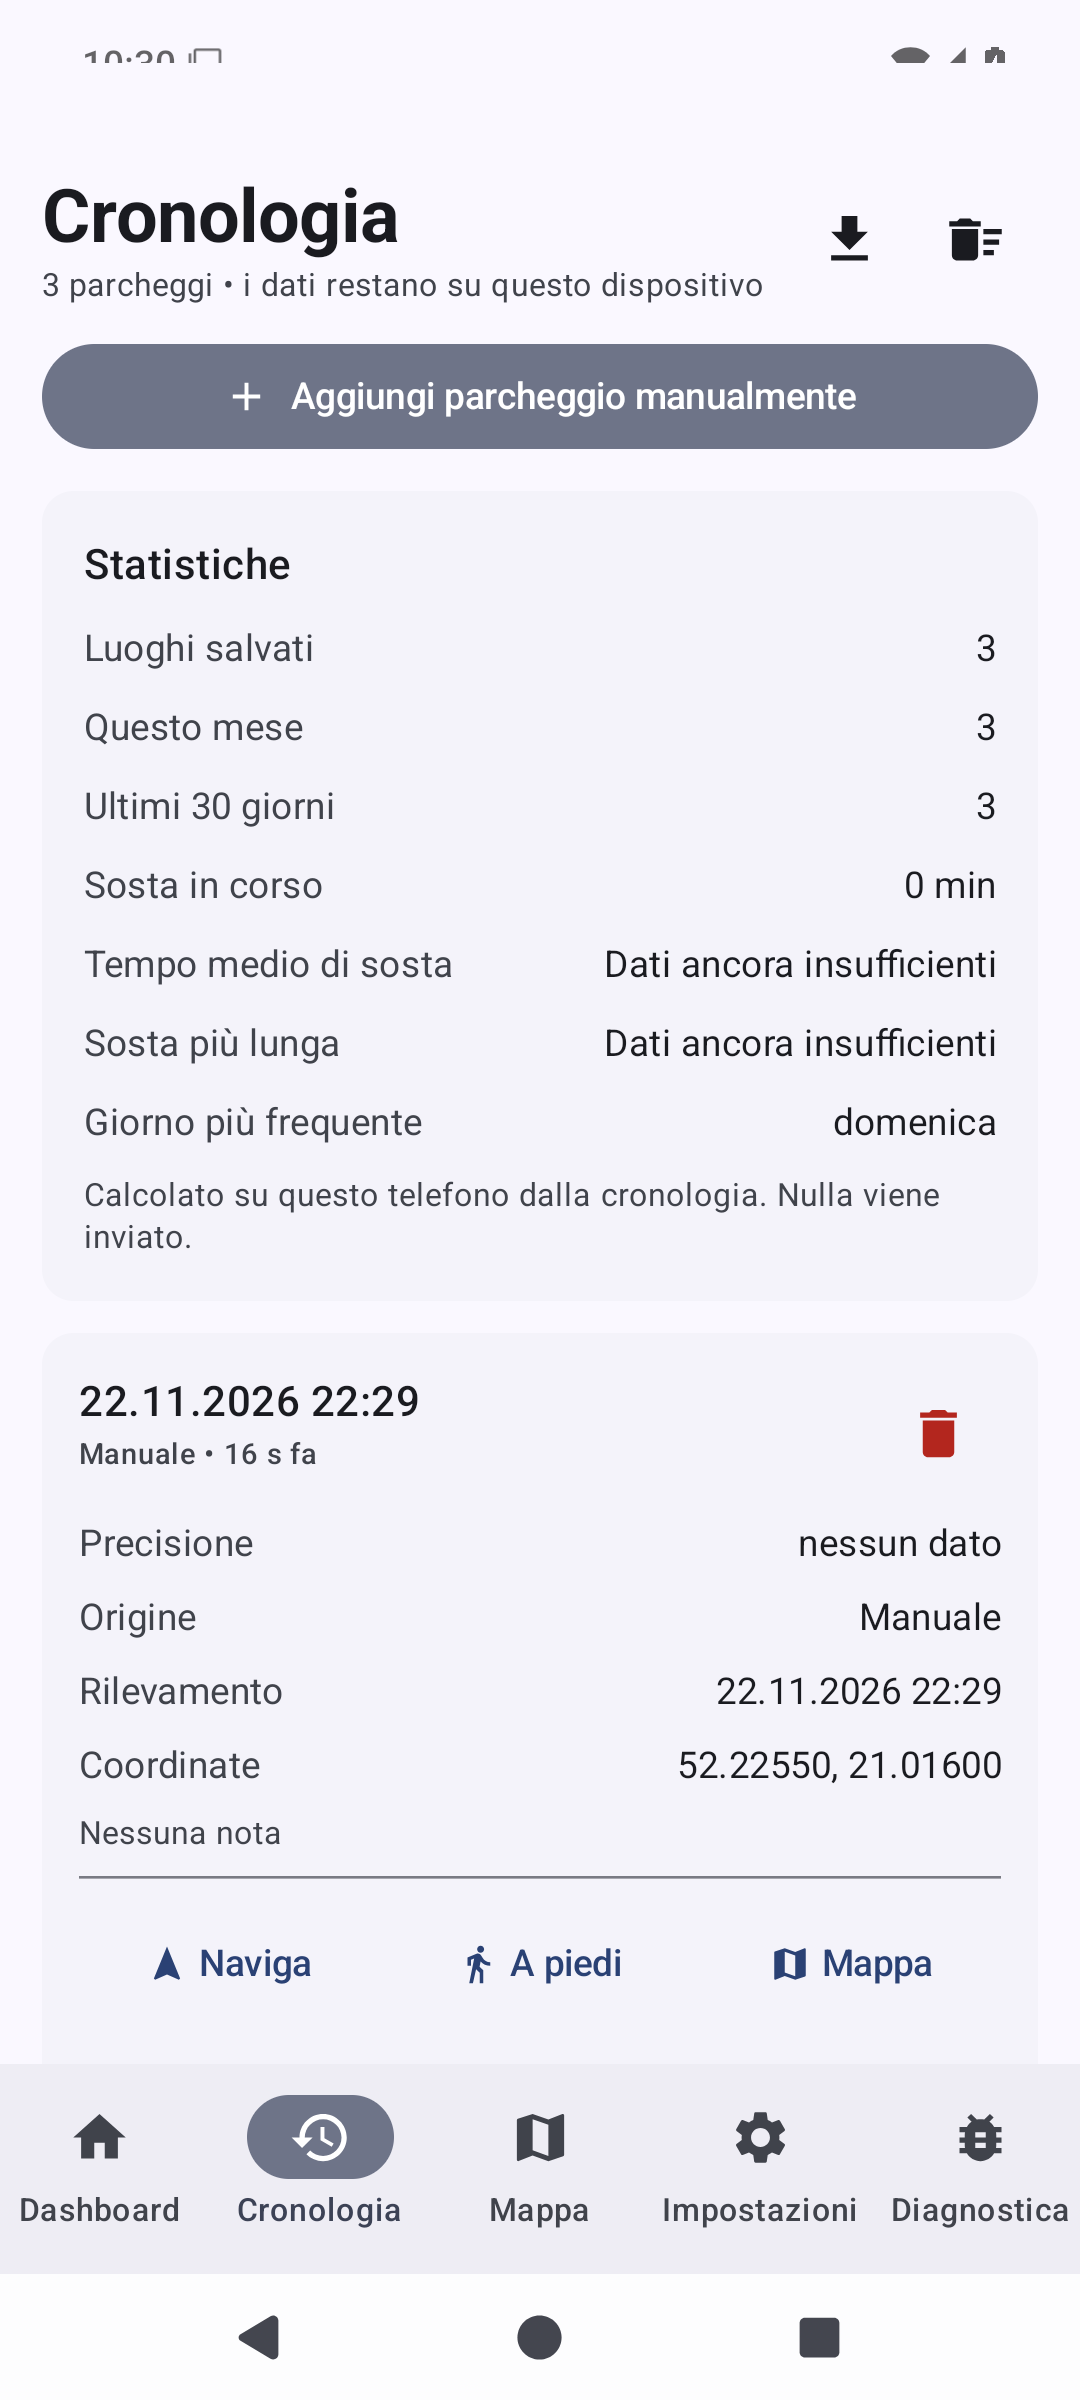 10:30
Cronologia
3 parcheggi • i dati restano su questo dispositivo
Aggiungi parcheggio manualmente
Statistiche
Luoghi salvati 3
Questo mese 3
Ultimi 30 giorni 3
Sosta in corso 0 min
Tempo medio di sosta Dati ancora insufficienti
Sosta più lunga Dati ancora insufficienti
Giorno più frequente domenica
Calcolato su questo telefono dalla cronologia. Nulla viene
inviato.
22.11.2026 22:29
Manuale • 16 s fa
Precisione nessun dato
Origine Manuale
Rilevamento 22.11.2026 22:29
Coordinate 52.22550, 21.01600
Nessuna nota
Naviga A piedi Mappa
Dashboard Cronologia Mappa Impostazioni Diagnostica